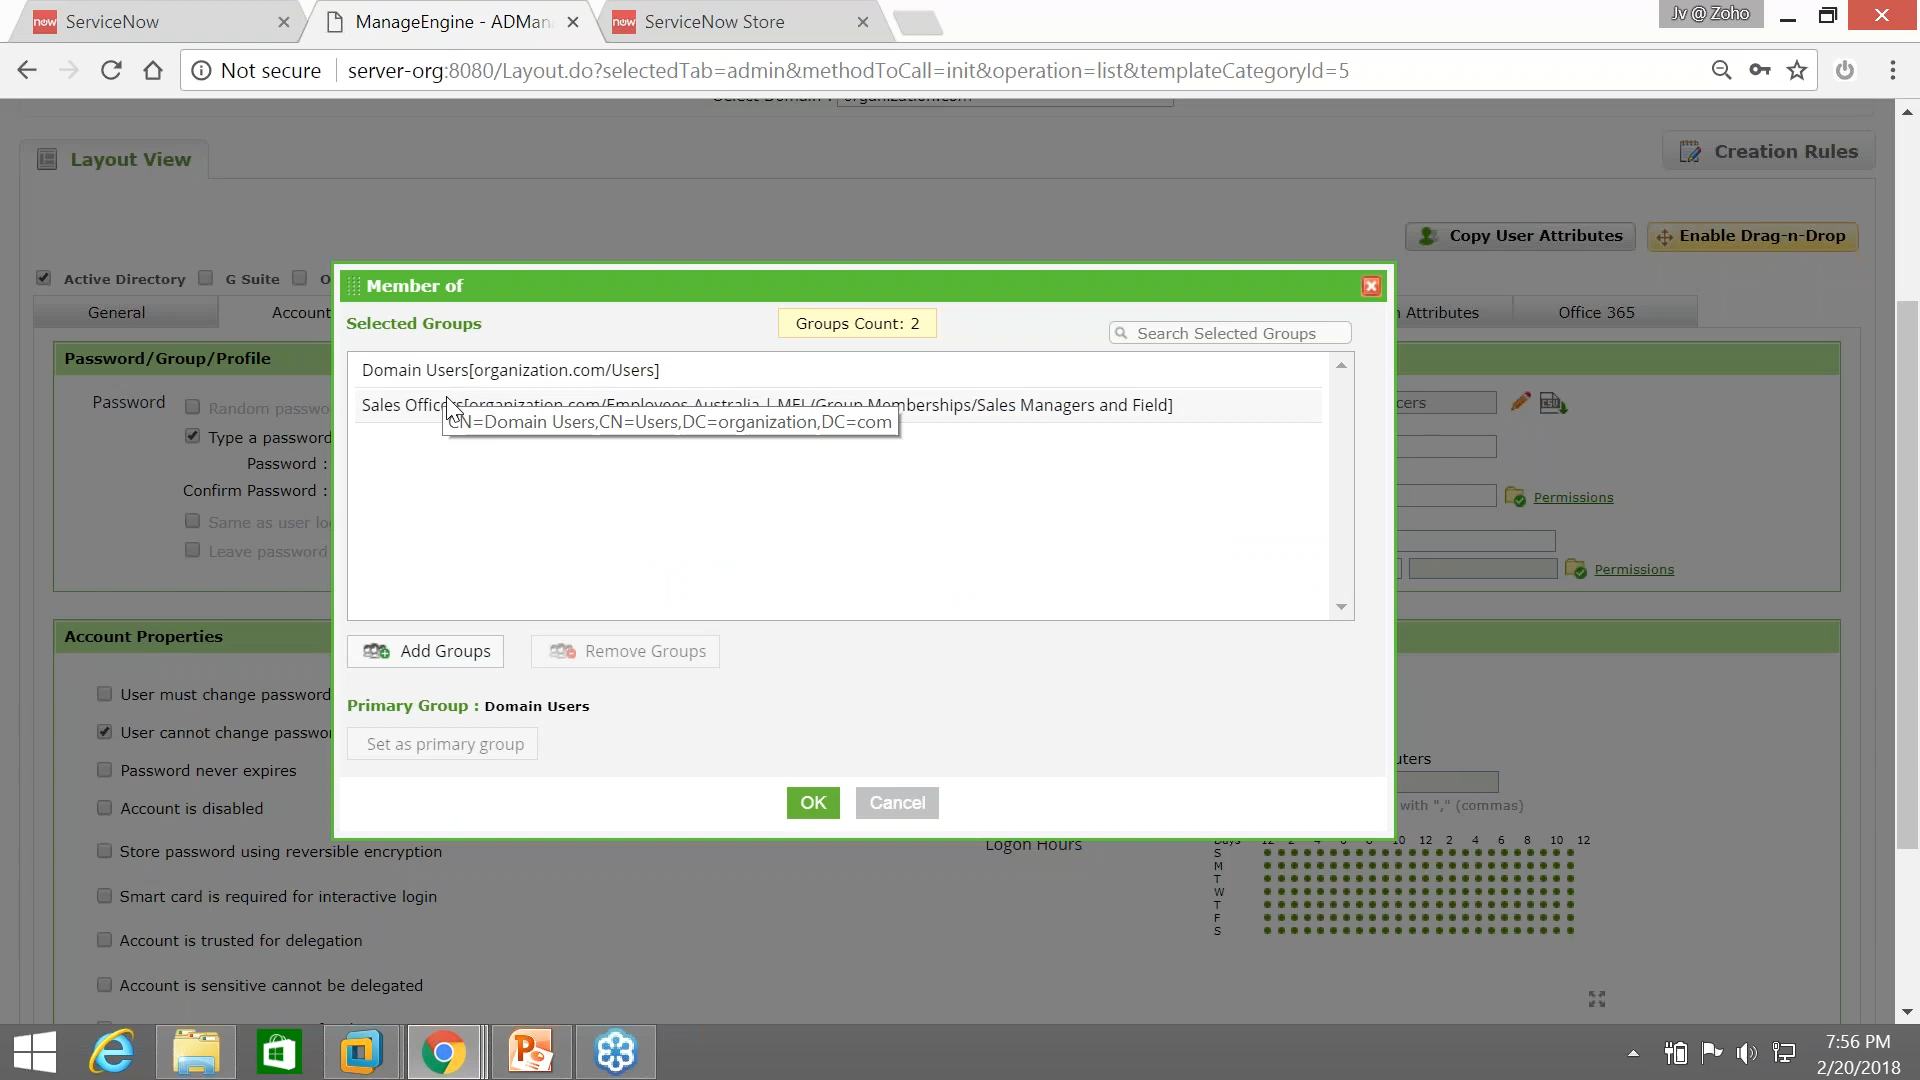 ServiceNow
ManageEngine - ADMan
ServiceNow Store
Jv @ Zoho
Not secure
server-org:8080/Layout.do?selectedTab=admin&methodToCall=init&operation=list&templateCategoryId=5
Layout View
Creation Rules
Copy User Attributes
Enable Drag-n-Drop
Active Directory
G Suite
General
Account
Attributes
Office 365
Member of
Selected Groups
Groups Count: 2
Search Selected Groups
Domain Users[organization.com/Users]
Sales Officers[organization.com/Employees Australia | MEL/Group Memberships/Sales Managers and Field]
CN=Domain Users,CN=Users,DC=organization,DC=com
Add Groups
Remove Groups
Primary Group : Domain Users
Set as primary group
OK
Cancel
Password/Group/Profile
Password
Random passwo
Type a password
Password :
Confirm Password :
Same as user lo
Leave password
cers
Permissions
Permissions
Account Properties
User must change password
User cannot change passwor
Password never expires
Account is disabled
Store password using reversible encryption
Smart card is required for interactive login
Account is trusted for delegation
Account is sensitive cannot be delegated
uters
with "," (commas)
Logon Hours
Days 12 2 4 6 8 10 12 2 4 6 8 10 12
S
M
T
W
T
F
S
7:56 PM
2/20/2018